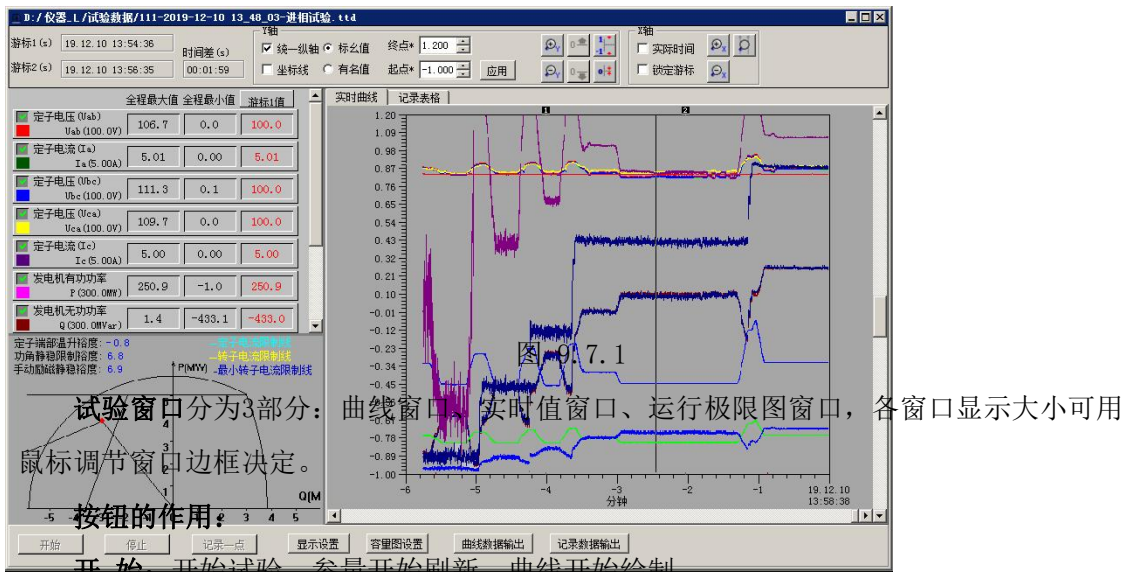 D:/仪器_L/试验数据/111-2019-12-10 13_48_03-进相试验.ttd
游标1(s) 19.12.10 13:54:36
时间差(s)
游标2(s) 19.12.10 13:56:35 00:01:59
Y轴
统一纵轴 标幺值 终点* 1.200
坐标线 有名值 起点* -1.000 应用
X轴
实际时间
锁定游标
全程最大值 全程最小值 游标1值
定子电压(Uab)
Uab(100.0V) 106.7 0.0 100.0
定子电流(Ia)
Ia(5.00A) 5.01 0.00 5.01
定子电压(Ubc)
Ubc(100.0V) 111.3 0.1 100.0
定子电压(Uca)
Uca(100.0V) 109.7 0.0 100.0
定子电流(Ic)
Ic(5.00A) 5.00 0.00 5.00
发电机有功功率
P(300.0MW) 250.9 -1.0 250.9
发电机无功功率
Q(300.0MVar) 1.4 -433.1 -433.0
定子端部温升裕度:-0.8
功角静稳限制裕度: 6.8
手动励磁静稳裕度: 6.9
定子电流限制线
转子电流限制线
最小转子电流限制线
P(MW)
4
3
1
Q(M
-5 -4 3 4 5
实时曲线 记录表格
1 2
1.20
1.09
0.98
0.87
0.76
0.65
0.54
0.43
0.32
0.21
0.10
-0.01
-0.12
-0.23
-0.34
-0.45
-0.78
-0.89
-1.00
-6 -5 -4 -3 -2 -1 19.12.10
分钟 13:58:38
图 9.7.1
试验窗口分为3部分：曲线窗口、实时值窗口、运行极限图窗口，各窗口显示大小可用
鼠标调节窗口边框决定。
按钮的作用：
开始 停止 记录一点 显示设置 容量图设置 曲线数据输出 记录数据输出
开 始：开始试验，参量开始刷新，曲线开始绘制